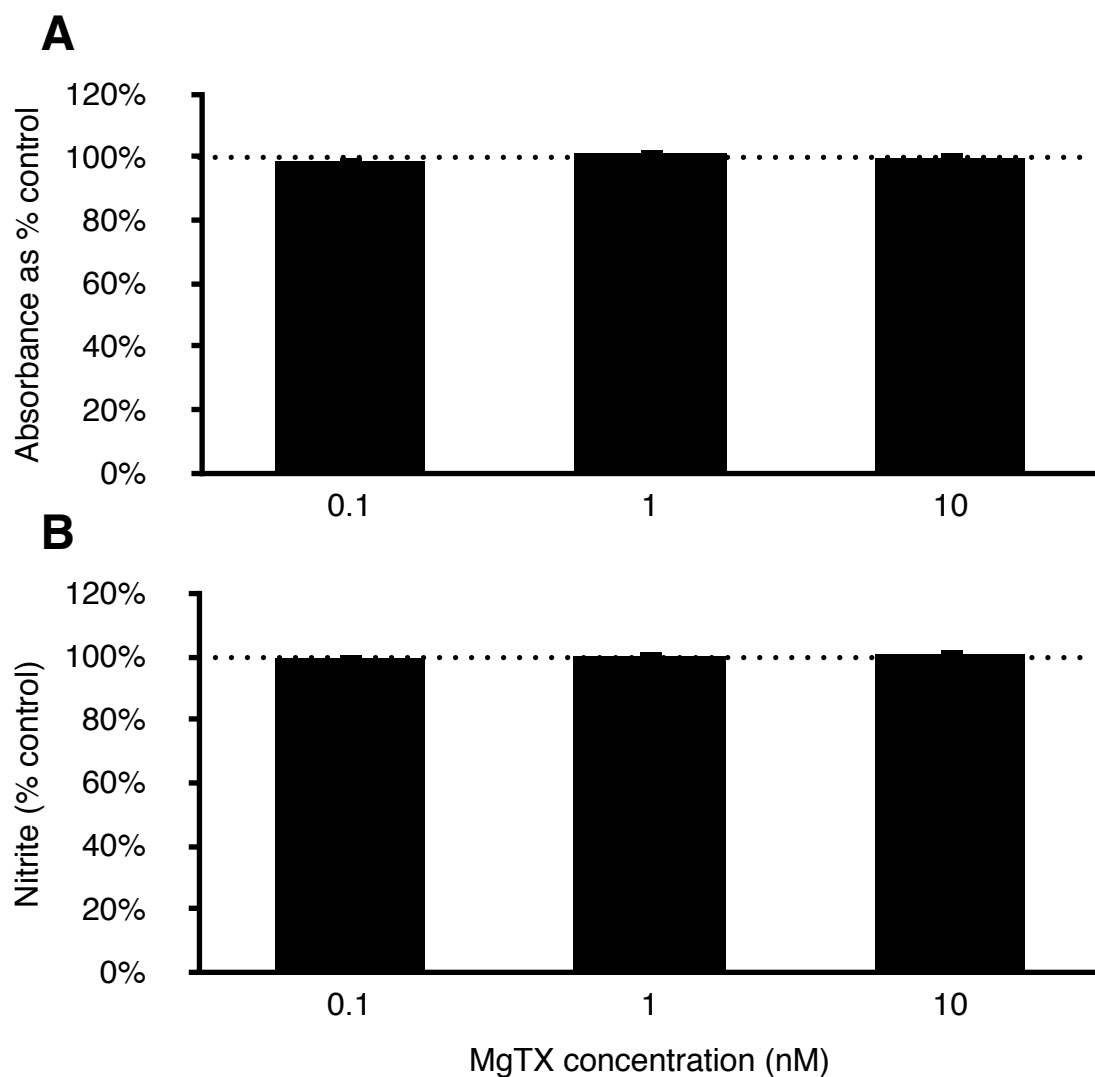 A
Absorbance as % control
120%
100%
80%
60%
40%
20%
0%
0.1 1 10
B
Nitrite (% control)
120%
100%
80%
60%
40%
20%
0%
0.1 1 10
MgTX concentration (nM)